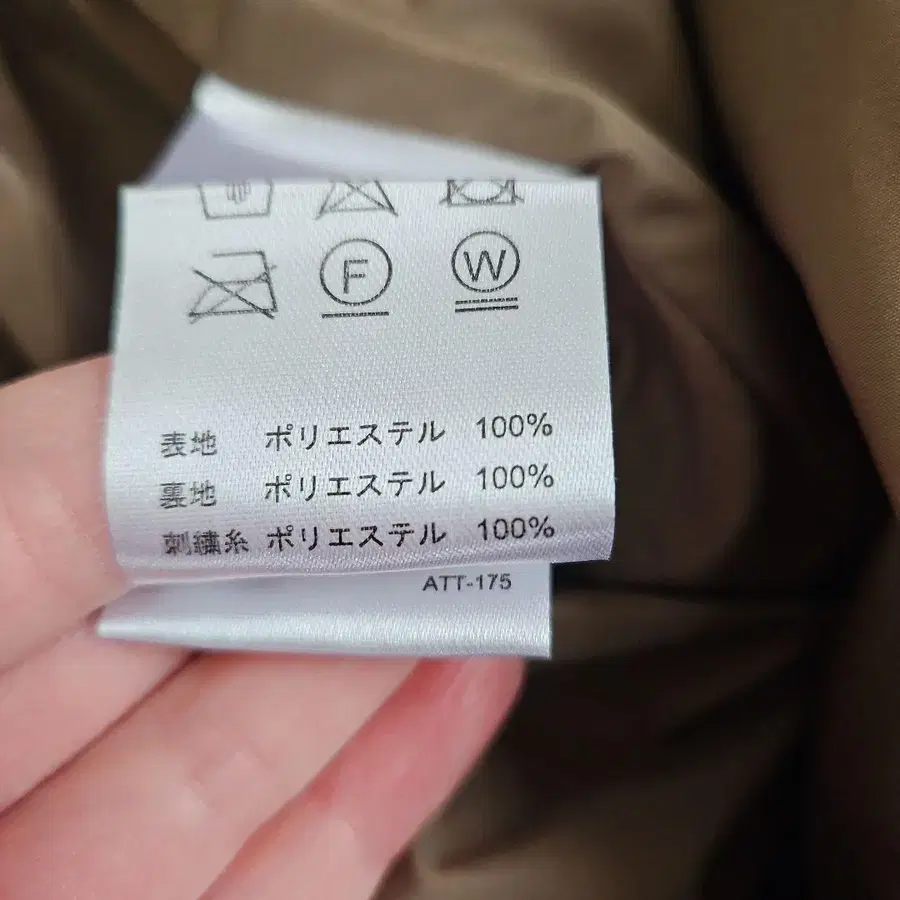 F W
表地 ポリエステル 100%
裏地 ポリエステル 100%
刺繍糸 ポリエステル 100%
ATT-175